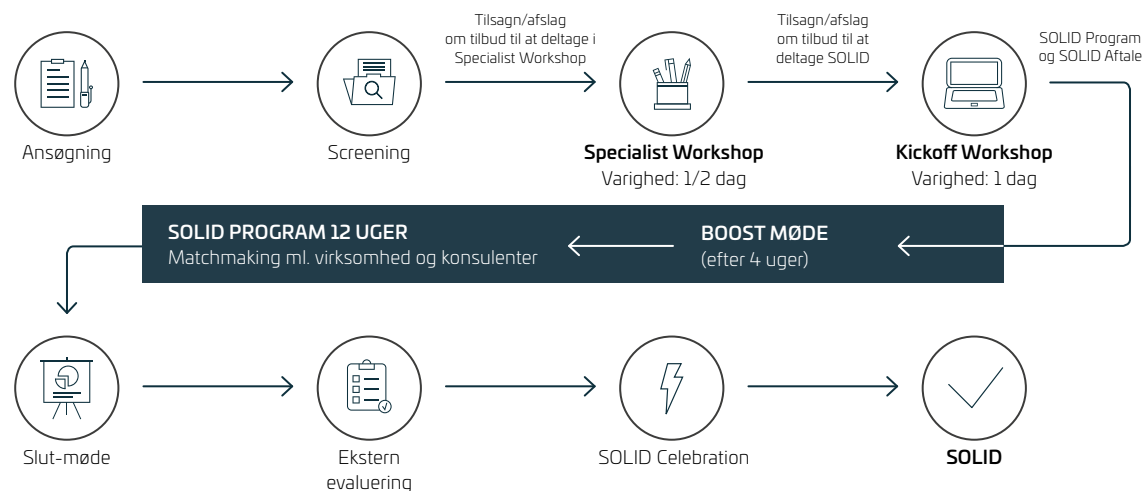 Ansøgning
Screening
Tilsagn/afslag
om tilbud til at deltage i
Specialist Workshop
Specialist Workshop
Varighed: 1/2 dag
Tilsagn/afslag
om tilbud til at
deltage SOLID
Kickoff Workshop
Varighed: 1 dag
SOLID Program
og SOLID Aftale
BOOST MØDE
(efter 4 uger)
SOLID PROGRAM 12 UGER
Matchmaking ml. virksomhed og konsulenter
Slut-møde
Ekstern
evaluering
SOLID Celebration
SOLID